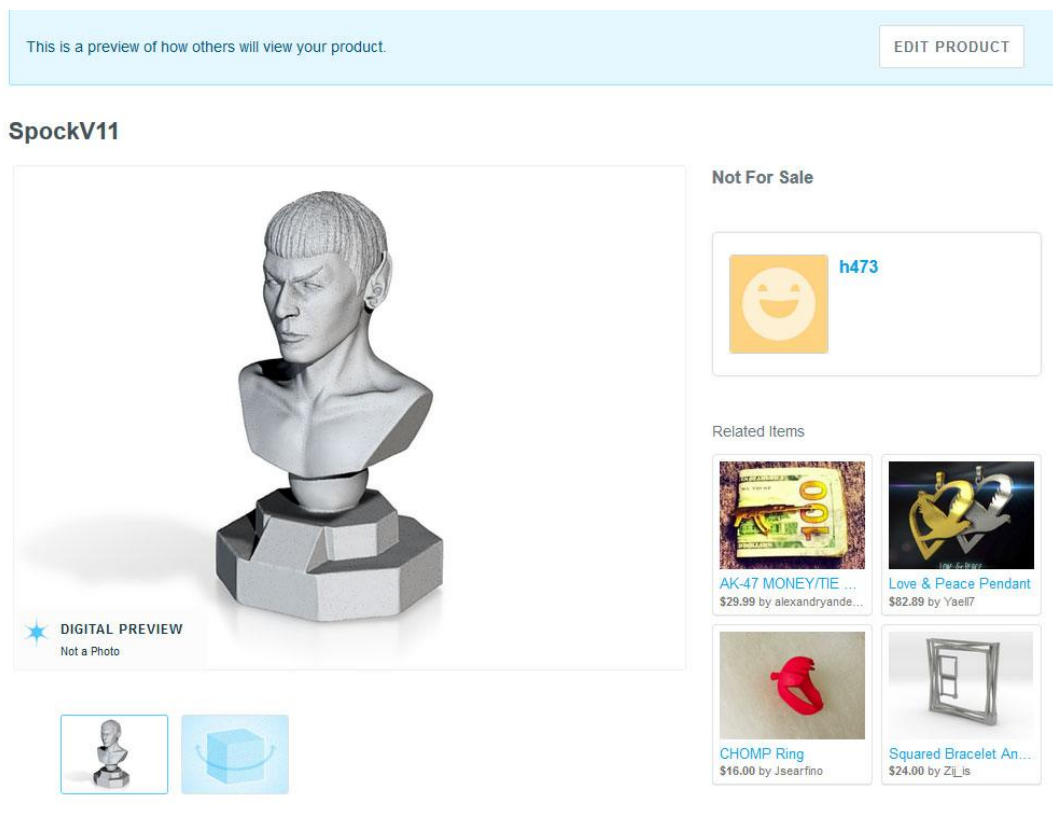 This is a preview of how others will view your product.
EDIT PRODUCT
SpockV11
Not For Sale
h473
DIGITAL PREVIEW
Not a Photo
Related Items
100
AK-47 MONEY/TIE ...
$29.99 by alexandryande...
Love & Peace Pendant
$82.89 by Yaell7
CHOMP Ring
$16.00 by Jsearfino
Squared Bracelet An...
$24.00 by Zij_is